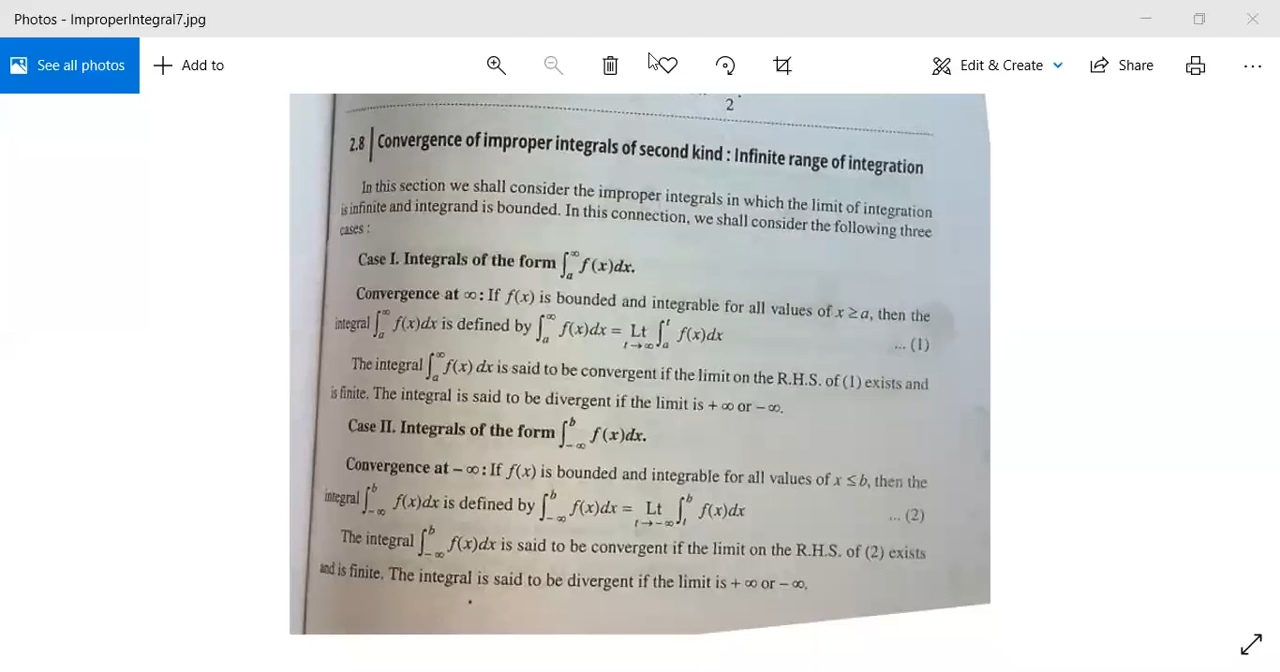 Photos - ImproperIntegral7.jpg
See all photos
Add to
Edit & Create
Share
2
2.8 Convergence of improper integrals of second kind : Infinite range of integration
In this section we shall consider the improper integrals in which the limit of integration
is infinite and integrand is bounded. In this connection, we shall consider the following three
cases :
Case I. Integrals of the form ∫_a^∞ f(x)dx.
Convergence at ∞ : If f(x) is bounded and integrable for all values of x ≥ a, then the
integral ∫_a^∞ f(x)dx is defined by ∫_a^∞ f(x)dx = Lt_{t→∞} ∫_a^t f(x)dx ... (1)
The integral ∫_a^∞ f(x) dx is said to be convergent if the limit on the R.H.S. of (1) exists and
is finite. The integral is said to be divergent if the limit is + ∞ or – ∞.
Case II. Integrals of the form ∫_{–∞}^b f(x)dx.
Convergence at – ∞ : If f(x) is bounded and integrable for all values of x ≤ b, then the
integral ∫_{–∞}^b f(x)dx is defined by ∫_{–∞}^b f(x)dx = Lt_{t→–∞} ∫_t^b f(x)dx ... (2)
The integral ∫_{–∞}^b f(x)dx is said to be convergent if the limit on the R.H.S. of (2) exists
and is finite. The integral is said to be divergent if the limit is + ∞ or – ∞.